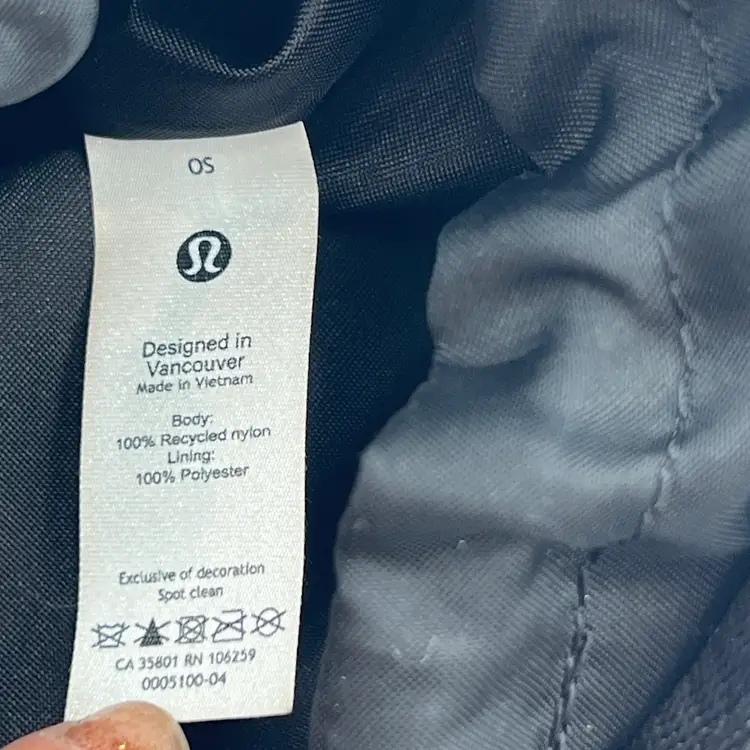 OS
Designed in
Vancouver
Made in Vietnam
Body:
100% Recycled nylon
Lining:
100% Polyester
Exclusive of decoration
Spot clean
CA 35801 RN 106259
0005100-04